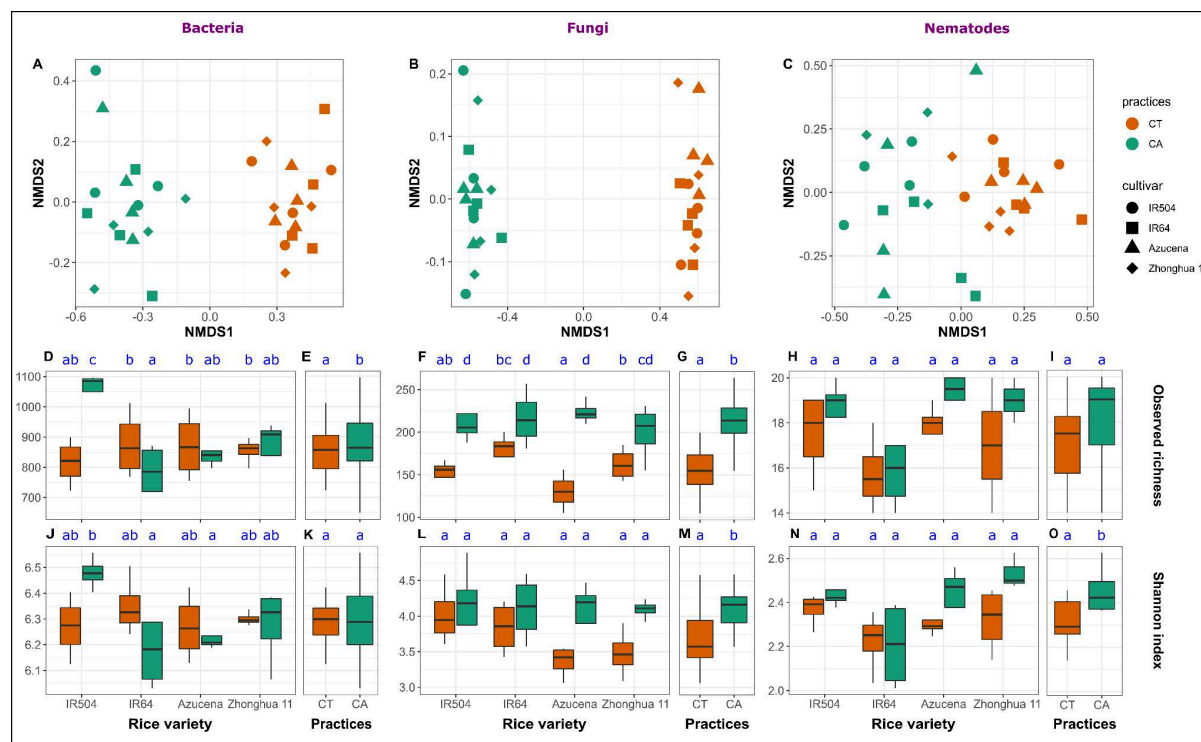 Bacteria Fungi Nematodes
A B C
0.4 0.2 0.50
0.2 0.1 0.25
0.0 0.0 0.00
-0.2 -0.1 -0.25
NMDS2 NMDS2 NMDS2
-0.6 -0.3 0.0 0.3 -0.4 0.0 0.4 -0.50 -0.25 0.00 0.25 0.50
NMDS1 NMDS1 NMDS1
practices
CT
CA
cultivar
IR504
IR64
Azucena
Zhonghua 11
D E F G H I
ab c b a b ab ab ab a b ab d bc d a d b cd a b a a a a a a a a a a
1100 250 20
1000
900 200 18
800 150 16
700 100 14
Observed richness
J K L M N O
ab b ab a ab a ab ab a a a a a a a a a a a b a a a a a a a a a b
6.5 4.5 2.6
6.4 4.0 2.4
6.3
6.2 3.5 2.2
6.1 3.0 2.0
Shannon index
IR504 IR64 Azucena Zhonghua 11 CT CA IR504 IR64 Azucena Zhonghua 11 CT CA IR504 IR64 Azucena Zhonghua 11 CT CA
Rice variety Practices Rice variety Practices Rice variety Practices